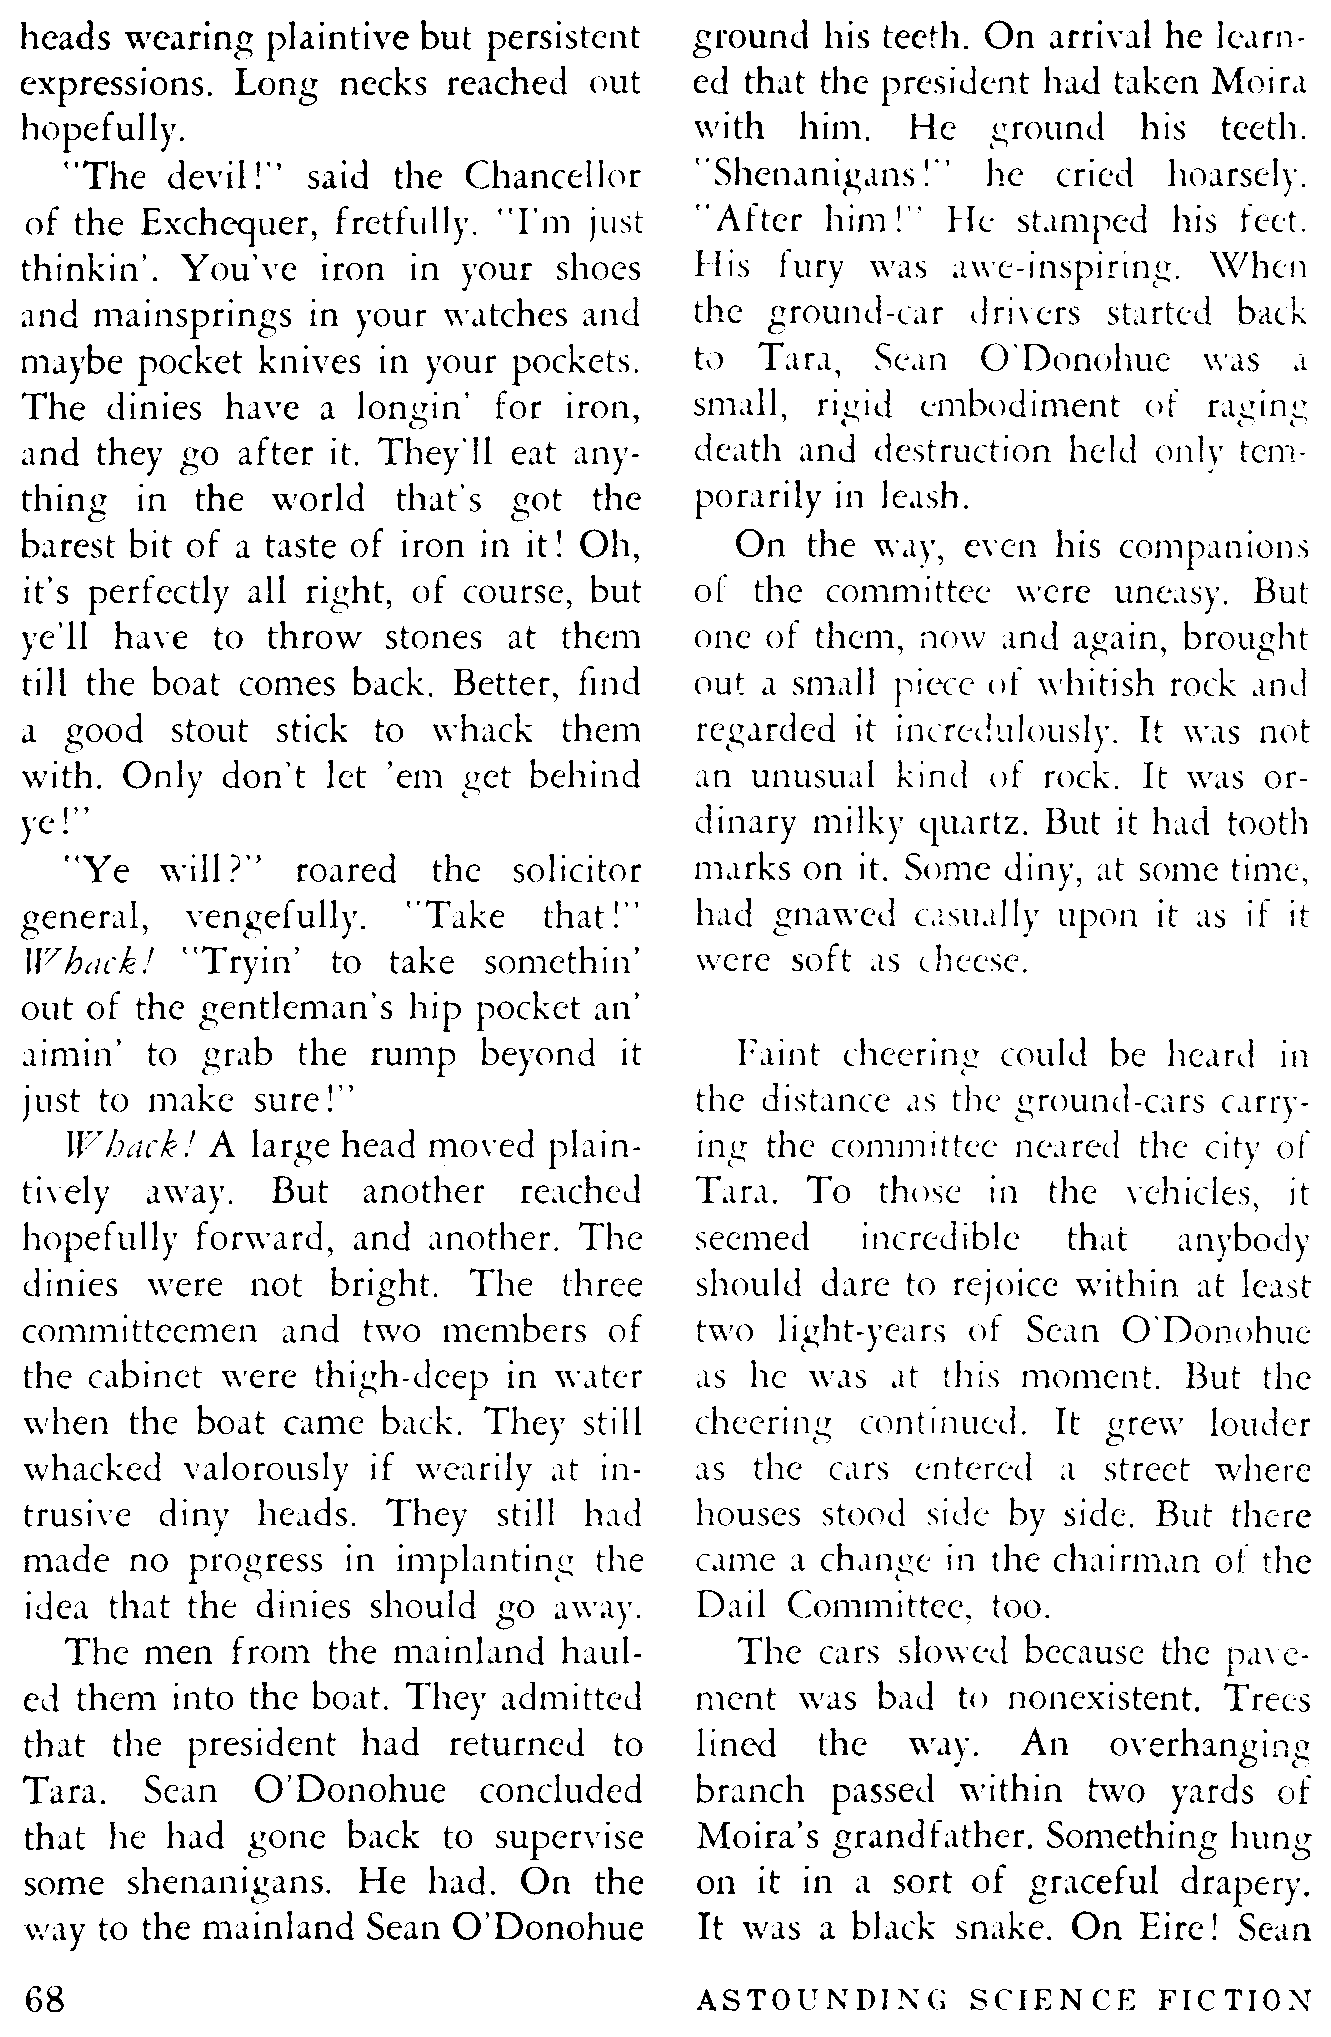 heads wearing plaintive but persistent
expressions. Long necks reached out
hopefully.
"The devil!" said the Chancellor
of the Exchequer, fretfully. "I'm just
thinkin'. You've iron in your shoes
and mainsprings in your watches and
maybe pocket knives in your pockets.
The dinies have a longin' for iron,
and they go after it. They'll eat any-
thing in the world that's got the
barest bit of a taste of iron in it! Oh,
it's perfectly all right, of course, but
ye'll have to throw stones at them
till the boat comes back. Better, find
a good stout stick to whack them
with. Only don't let 'em get behind
ye!"
"Ye will?" roared the solicitor
general, vengefully. "Take that!"
Whack! "Tryin' to take somethin'
out of the gentleman's hip pocket an'
aimin' to grab the rump beyond it
just to make sure!"
Whack! A large head moved plain-
tively away. But another reached
hopefully forward, and another. The
dinies were not bright. The three
committeemen and two members of
the cabinet were thigh-deep in water
when the boat came back. They still
whacked valorously if wearily at in-
trusive diny heads. They still had
made no progress in implanting the
idea that the dinies should go away.
The men from the mainland haul-
ed them into the boat. They admitted
that the president had returned to
Tara. Sean O'Donohue concluded
that he had gone back to supervise
some shenanigans. He had. On the
way to the mainland Sean O'Donohue
ground his teeth. On arrival he learn-
ed that the president had taken Moira
with him. He ground his teeth.
"Shenanigans!" he cried hoarsely.
"After him!" He stamped his feet.
His fury was awe-inspiring. When
the ground-car drivers started back
to Tara, Sean O'Donohue was a
small, rigid embodiment of raging
death and destruction held only tem-
porarily in leash.
On the way, even his companions
of the committee were uneasy. But
one of them, now and again, brought
out a small piece of whitish rock and
regarded it incredulously. It was not
an unusual kind of rock. It was or-
dinary milky quartz. But it had tooth
marks on it. Some diny, at some time,
had gnawed casually upon it as if it
were soft as cheese.
Faint cheering could be heard in
the distance as the ground-cars carry-
ing the committee neared the city of
Tara. To those in the vehicles, it
seemed incredible that anybody
should dare to rejoice within at least
two light-years of Sean O'Donohue
as he was at this moment. But the
cheering continued. It grew louder
as the cars entered a street where
houses stood side by side. But there
came a change in the chairman of the
Dail Committee, too.
The cars slowed because the pave-
ment was bad to nonexistent. Trees
lined the way. An overhanging
branch passed within two yards of
Moira's grandfather. Something hung
on it in a sort of graceful drapery.
It was a black snake. On Eire! Sean
68
ASTOUNDING SCIENCE FICTION